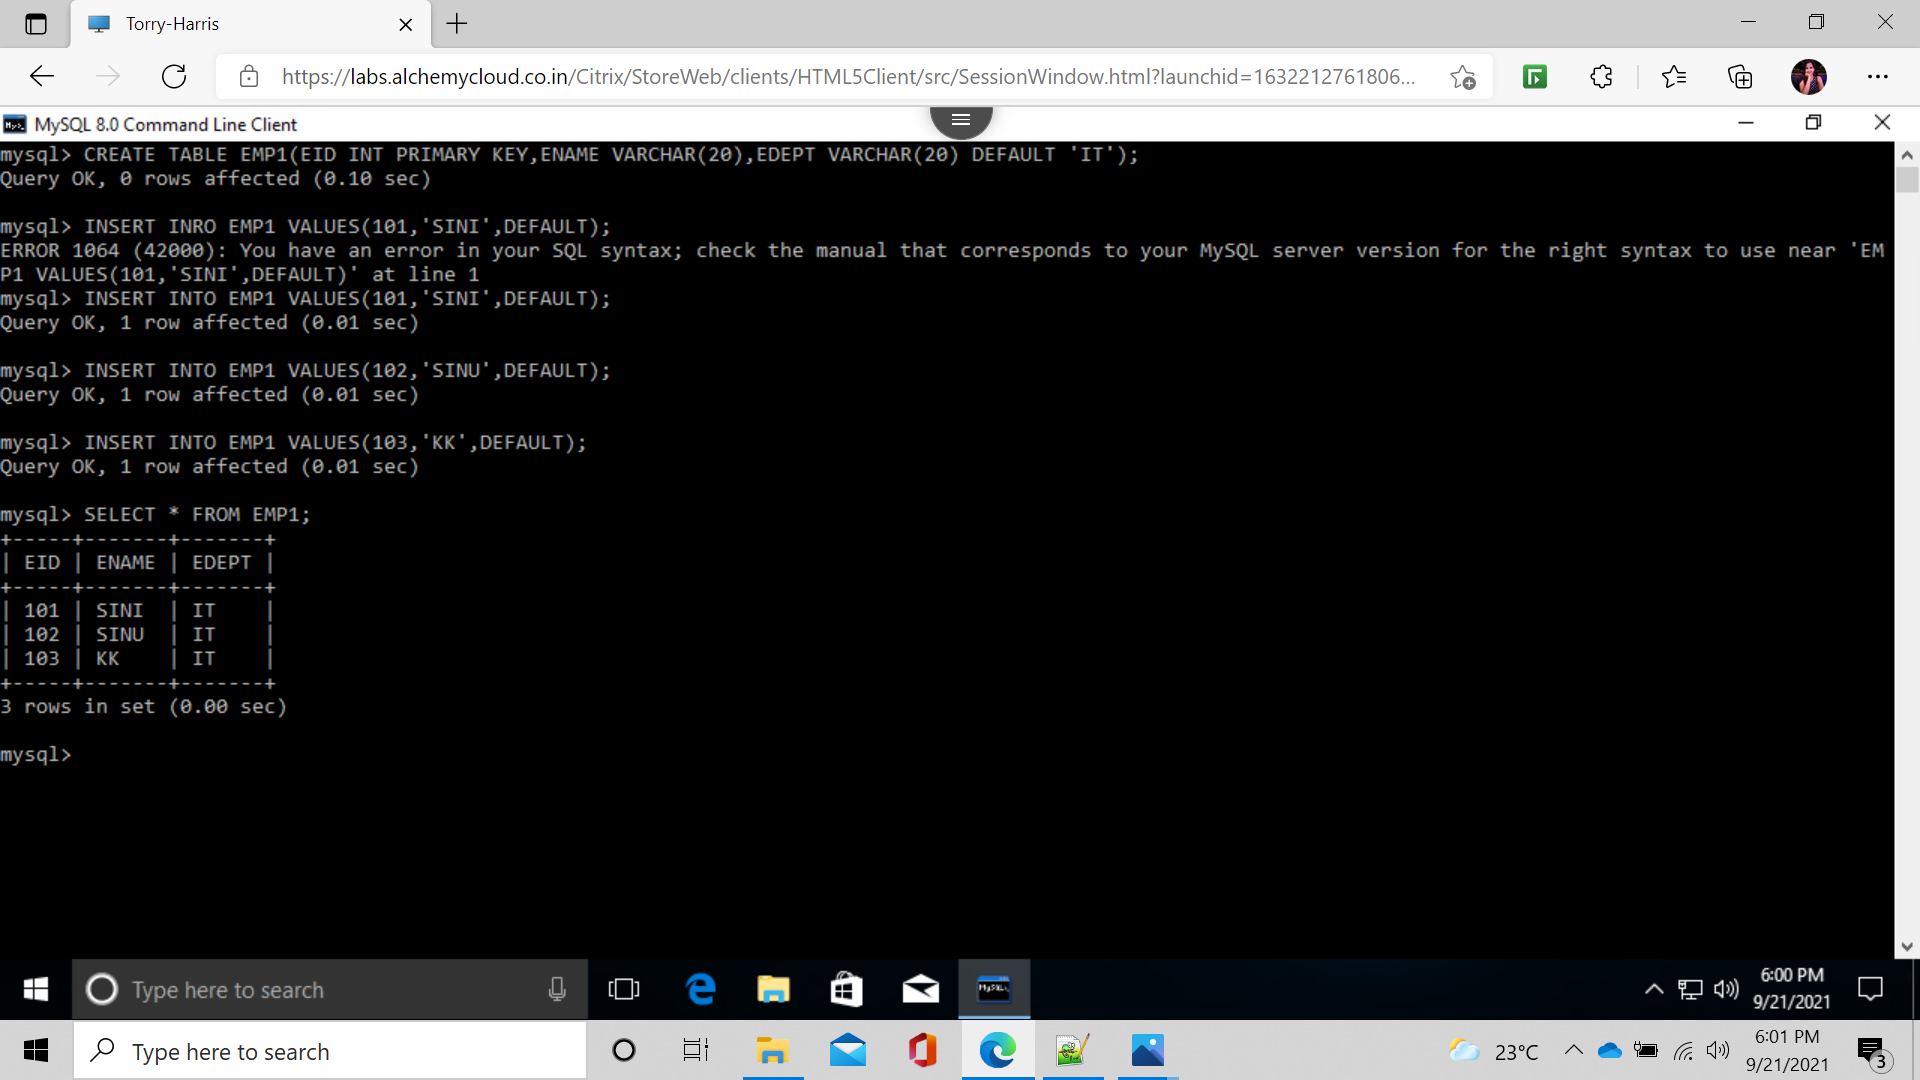 Torry-Harris
https://labs.alchemycloud.co.in/Citrix/StoreWeb/clients/HTML5Client/src/SessionWindow.html?launchid=1632212761806...
MySQL 8.0 Command Line Client
mysql> CREATE TABLE EMP1(EID INT PRIMARY KEY,ENAME VARCHAR(20),EDEPT VARCHAR(20) DEFAULT 'IT');
Query OK, 0 rows affected (0.10 sec)
mysql> INSERT INRO EMP1 VALUES(101,'SINI',DEFAULT);
ERROR 1064 (42000): You have an error in your SQL syntax; check the manual that corresponds to your MySQL server version for the right syntax to use near 'EM
P1 VALUES(101,'SINI',DEFAULT)' at line 1
mysql> INSERT INTO EMP1 VALUES(101,'SINI',DEFAULT);
Query OK, 1 row affected (0.01 sec)
mysql> INSERT INTO EMP1 VALUES(102,'SINU',DEFAULT);
Query OK, 1 row affected (0.01 sec)
mysql> INSERT INTO EMP1 VALUES(103,'KK',DEFAULT);
Query OK, 1 row affected (0.01 sec)
mysql> SELECT * FROM EMP1;
+-----+-------+-------+
| EID | ENAME | EDEPT |
+-----+-------+-------+
| 101 | SINI  | IT    |
| 102 | SINU  | IT    |
| 103 | KK    | IT    |
+-----+-------+-------+
3 rows in set (0.00 sec)
mysql>
Type here to search
6:00 PM
9/21/2021
Type here to search
23°C
6:01 PM
9/21/2021
3